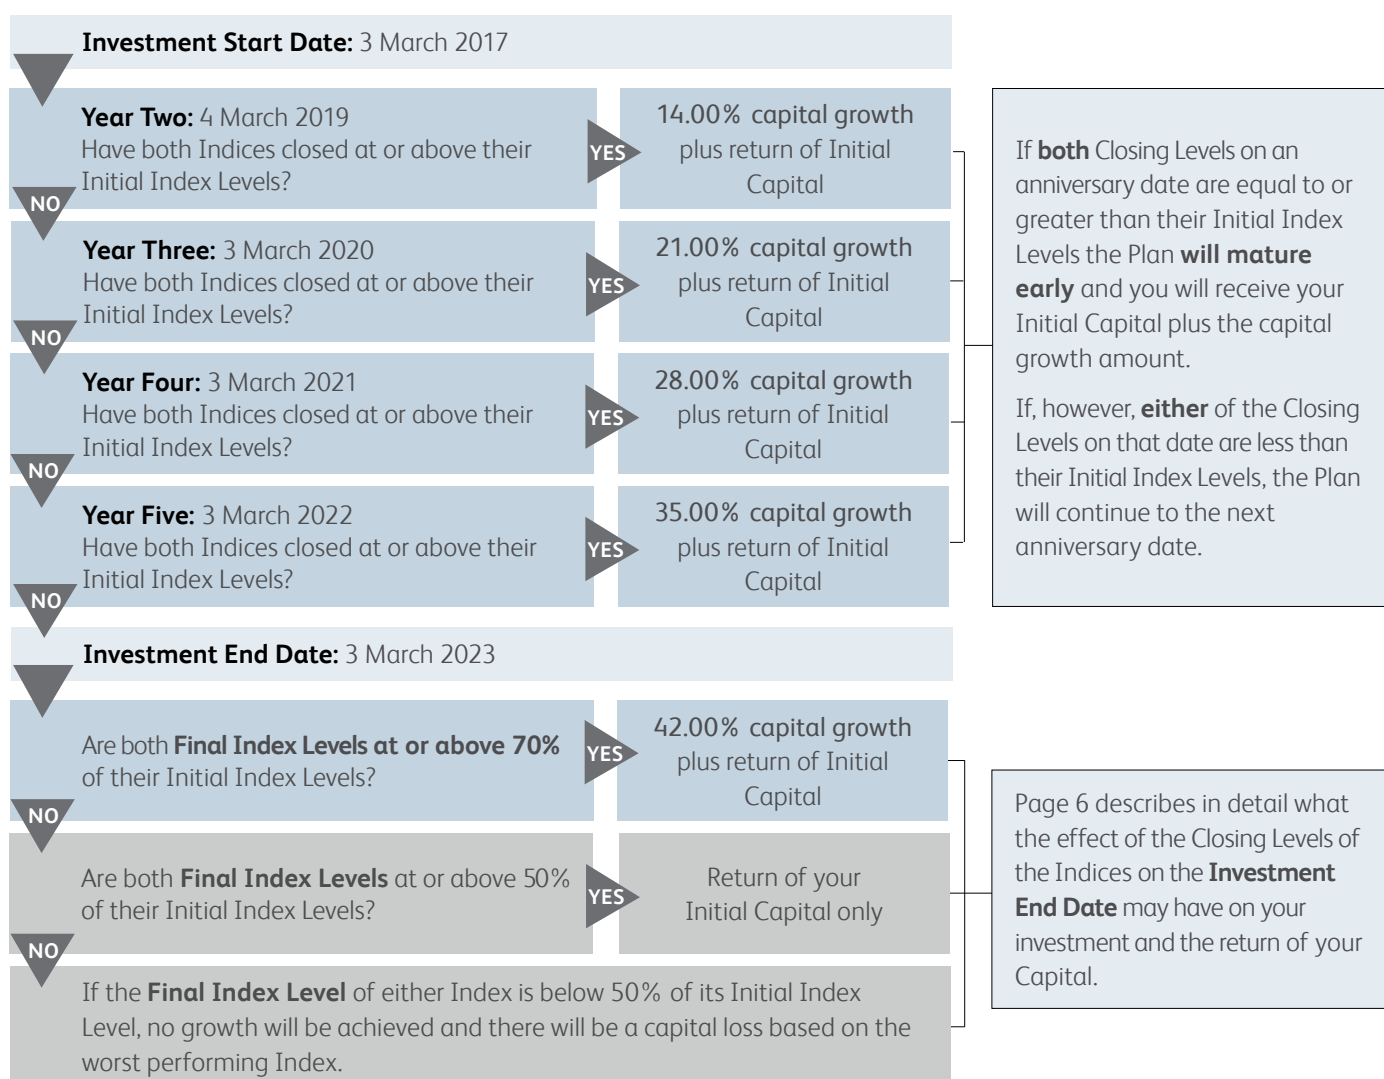 Investment Start Date: 3 March 2017
Year Two: 4 March 2019
Have both Indices closed at or above their
Initial Index Levels?
YES
14.00% capital growth
plus return of Initial
Capital
NO
Year Three: 3 March 2020
Have both Indices closed at or above their
Initial Index Levels?
YES
21.00% capital growth
plus return of Initial
Capital
NO
Year Four: 3 March 2021
Have both Indices closed at or above their
Initial Index Levels?
YES
28.00% capital growth
plus return of Initial
Capital
NO
Year Five: 3 March 2022
Have both Indices closed at or above their
Initial Index Levels?
YES
35.00% capital growth
plus return of Initial
Capital
NO
If both Closing Levels on an
anniversary date are equal to or
greater than their Initial Index
Levels the Plan will mature
early and you will receive your
Initial Capital plus the capital
growth amount.
If, however, either of the Closing
Levels on that date are less than
their Initial Index Levels, the Plan
will continue to the next
anniversary date.
Investment End Date: 3 March 2023
Are both Final Index Levels at or above 70%
of their Initial Index Levels?
YES
42.00% capital growth
plus return of Initial
Capital
NO
Are both Final Index Levels at or above 50%
of their Initial Index Levels?
YES
Return of your
Initial Capital only
NO
If the Final Index Level of either Index is below 50% of its Initial Index
Level, no growth will be achieved and there will be a capital loss based on the
worst performing Index.
Page 6 describes in detail what
the effect of the Closing Levels of
the Indices on the Investment
End Date may have on your
investment and the return of your
Capital.